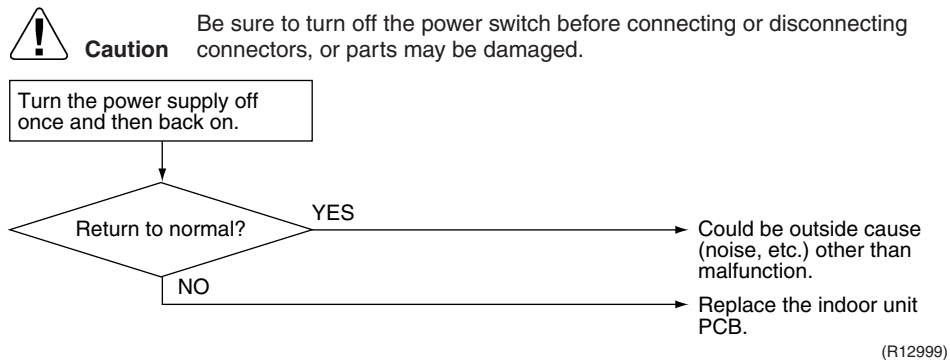 Be sure to turn off the power switch before connecting or disconnecting
Caution connectors, or parts may be damaged.
Turn the power supply off
once and then back on.
Return to normal?
YES
Could be outside cause
(noise, etc.) other than
malfunction.
NO
Replace the indoor unit
PCB.
(R12999)